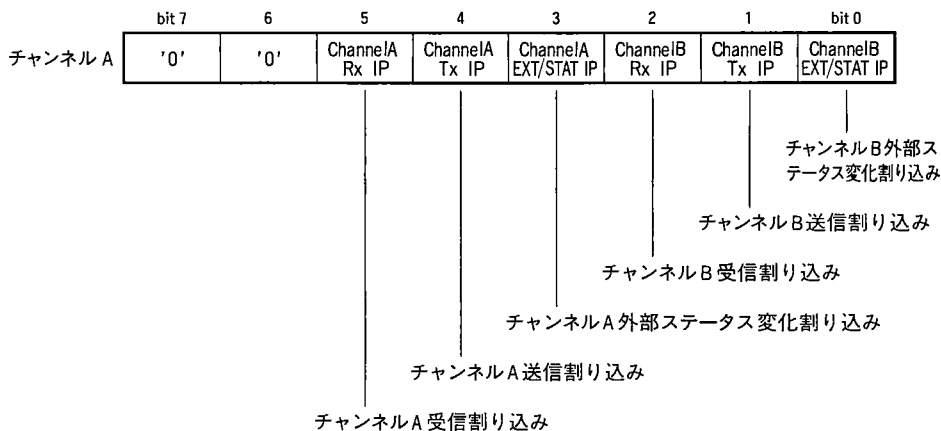 bit 7 6 5 4 3 2 1 bit 0
チャンネル A '0' '0' ChannelA Rx IP ChannelA Tx IP ChannelA EXT/STAT IP ChannelB Rx IP ChannelB Tx IP ChannelB EXT/STAT IP
チャンネルB外部ス
テータス変化割り込み
チャンネルB送信割り込み
チャンネルB受信割り込み
チャンネルA外部ステータス変化割り込み
チャンネルA送信割り込み
チャンネルA受信割り込み